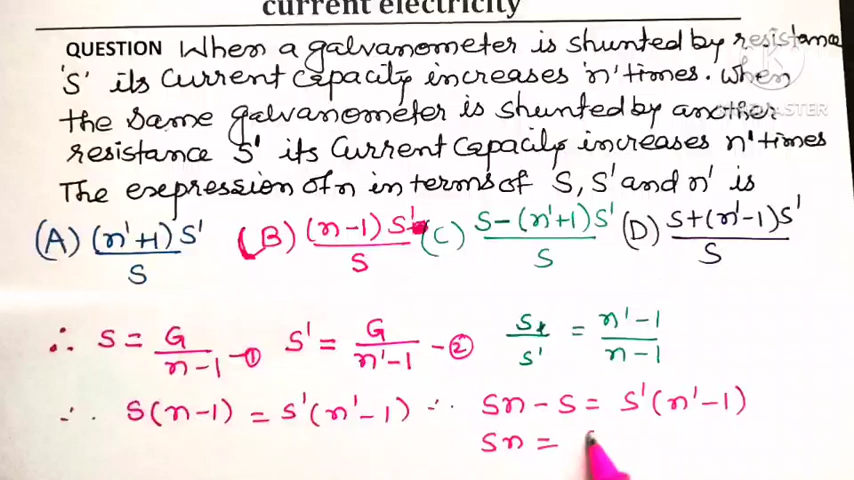 current electricity
QUESTION When a galvanometer is shunted by resistance
'S' its current capacity increases 'n' times. When
the same galvanometer is shunted by another
resistance S' its current capacity increases n' times
The exepression of n in terms of S, S' and n' is
(A) (n'+1) S' / S (B) (n-1) S' / S (C) S-(n'+1) S' / S (D) S+(n'-1) S' / S
∴ S = G / n-1 -① S' = G / n'-1 -② S / S' = n'-1 / n-1
∴ S(n-1) = S'(n'-1) ∴ Sn - S = S'(n'-1)
Sn =